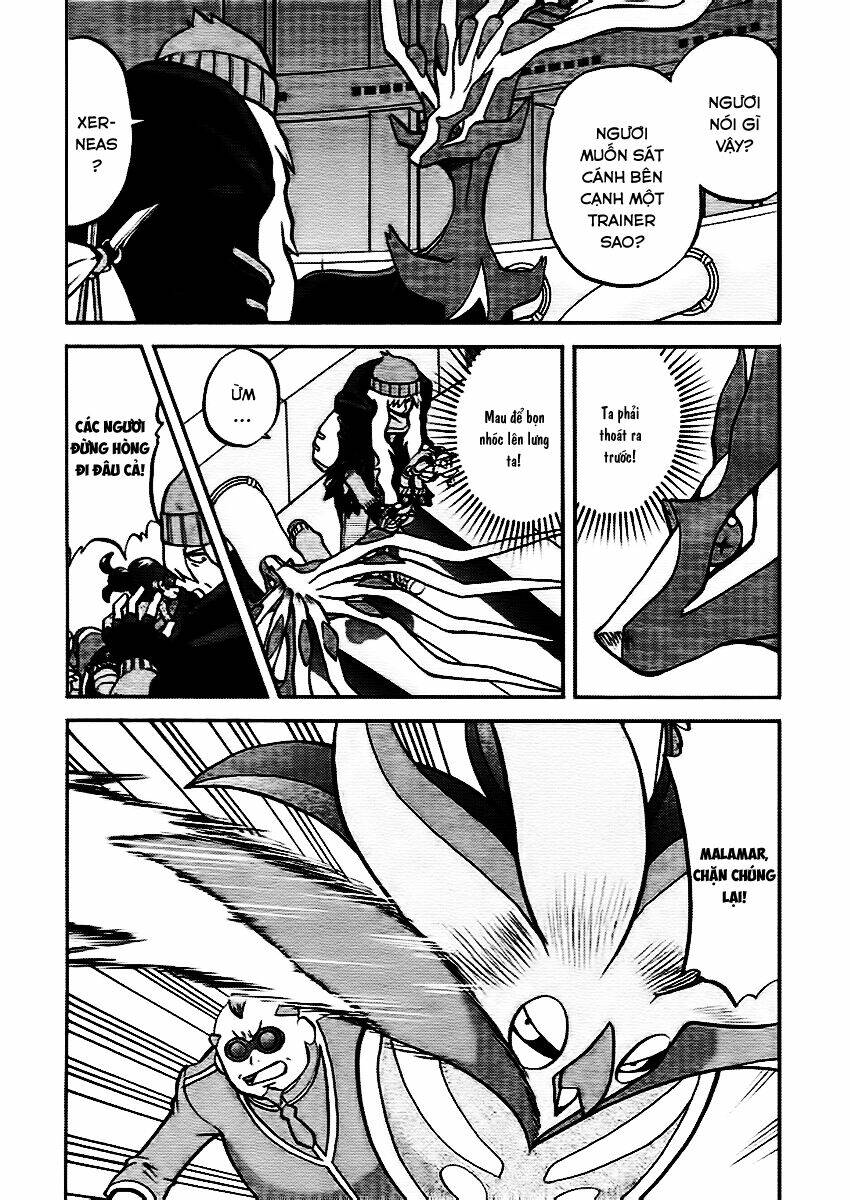 NGƯƠI
NÓI GÌ
VẬY?
NGƯƠI
MUỐN SÁT
CÁNH BÊN
CẠNH MỘT
TRAINER
SAO?
XER-
NEAS
?
Ta phải
thoát ra
trước!
Mau để bọn
nhóc lên lưng
ta!
ỪM
...
CÁC NGƯƠI
ĐỪNG HÒNG
ĐI ĐÂU CẢ!
MALAMAR,
CHẶN CHÚNG
LẠI!